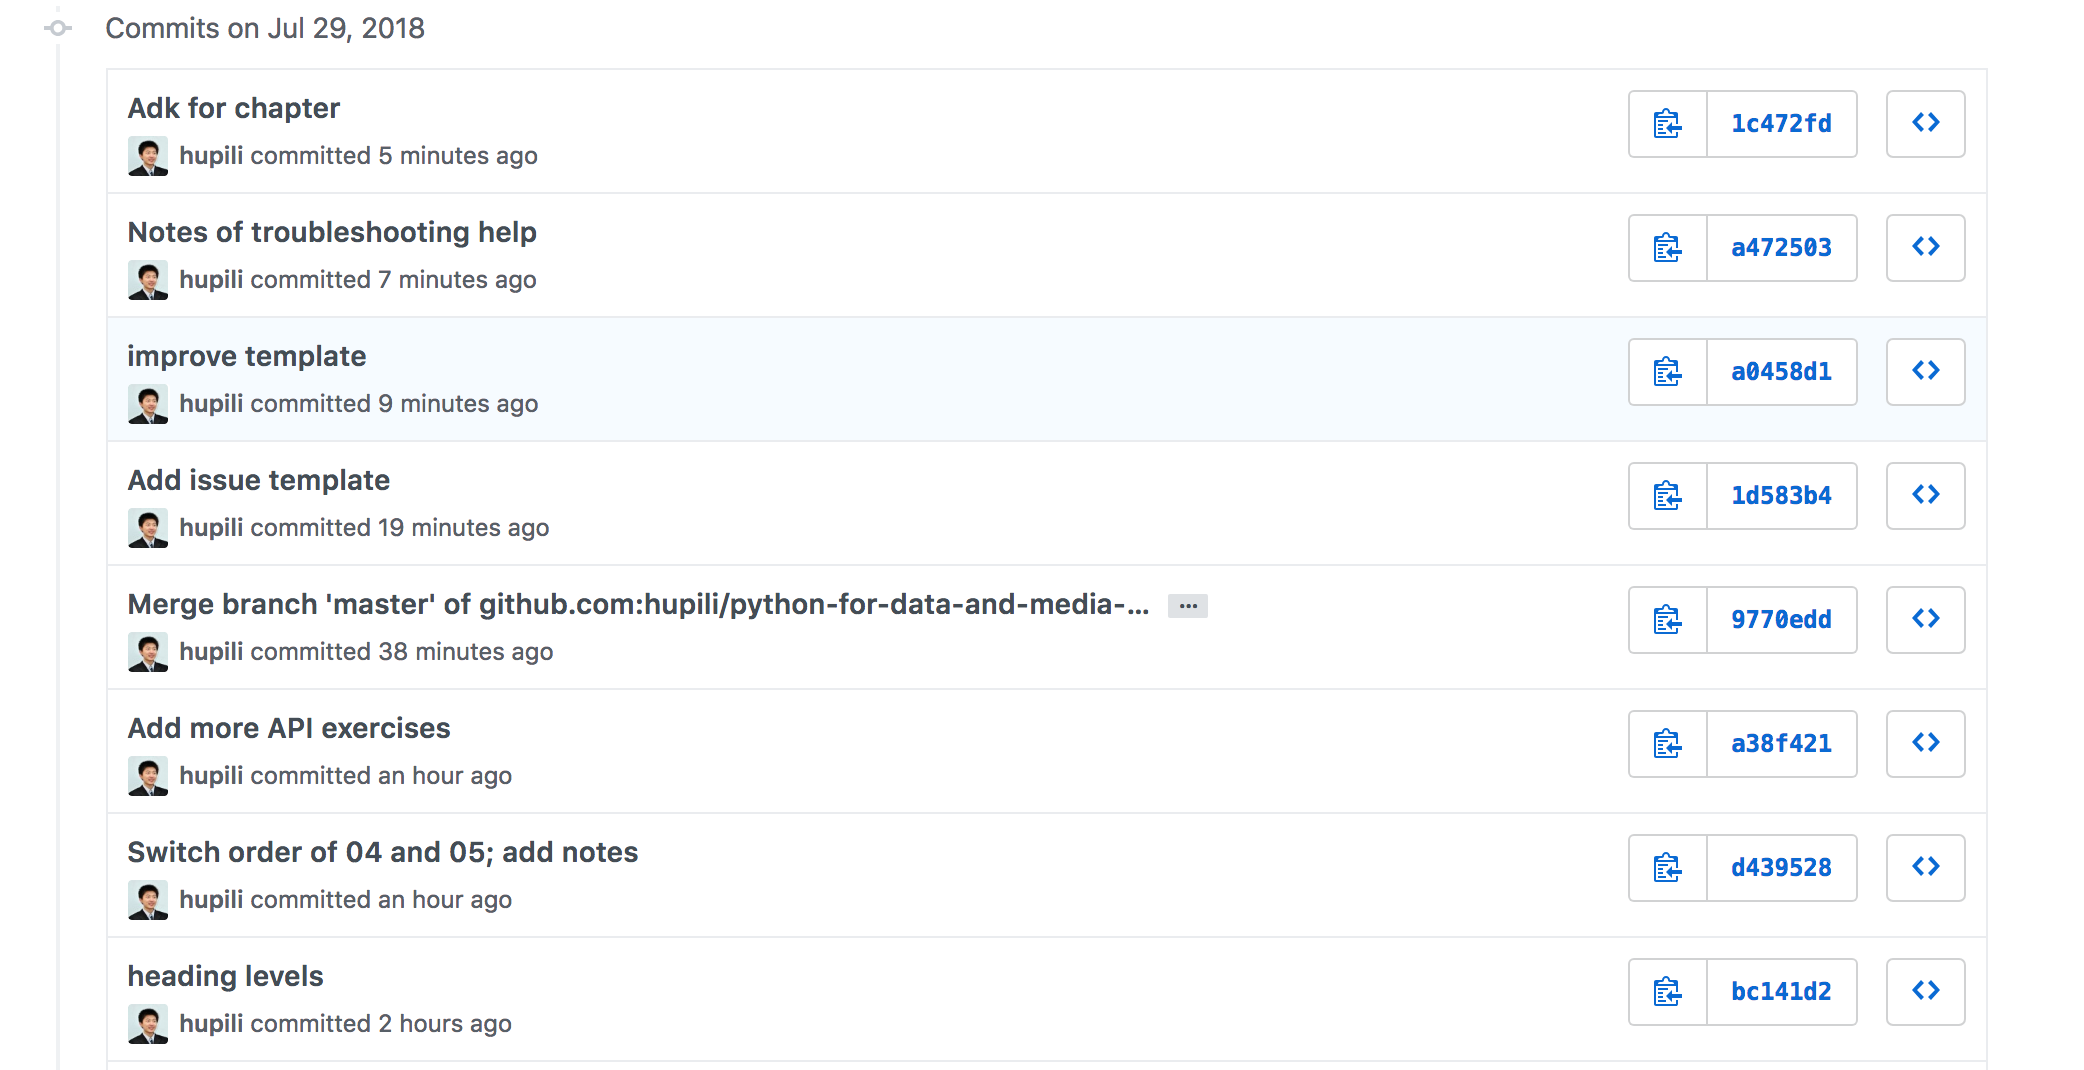 Commits on Jul 29, 2018
Adk for chapter
hupili committed 5 minutes ago
1c472fd
Notes of troubleshooting help
hupili committed 7 minutes ago
a472503
improve template
hupili committed 9 minutes ago
a0458d1
Add issue template
hupili committed 19 minutes ago
1d583b4
Merge branch 'master' of github.com:hupili/python-for-data-and-media-... ...
hupili committed 38 minutes ago
9770edd
Add more API exercises
hupili committed an hour ago
a38f421
Switch order of 04 and 05; add notes
hupili committed an hour ago
d439528
heading levels
hupili committed 2 hours ago
bc141d2